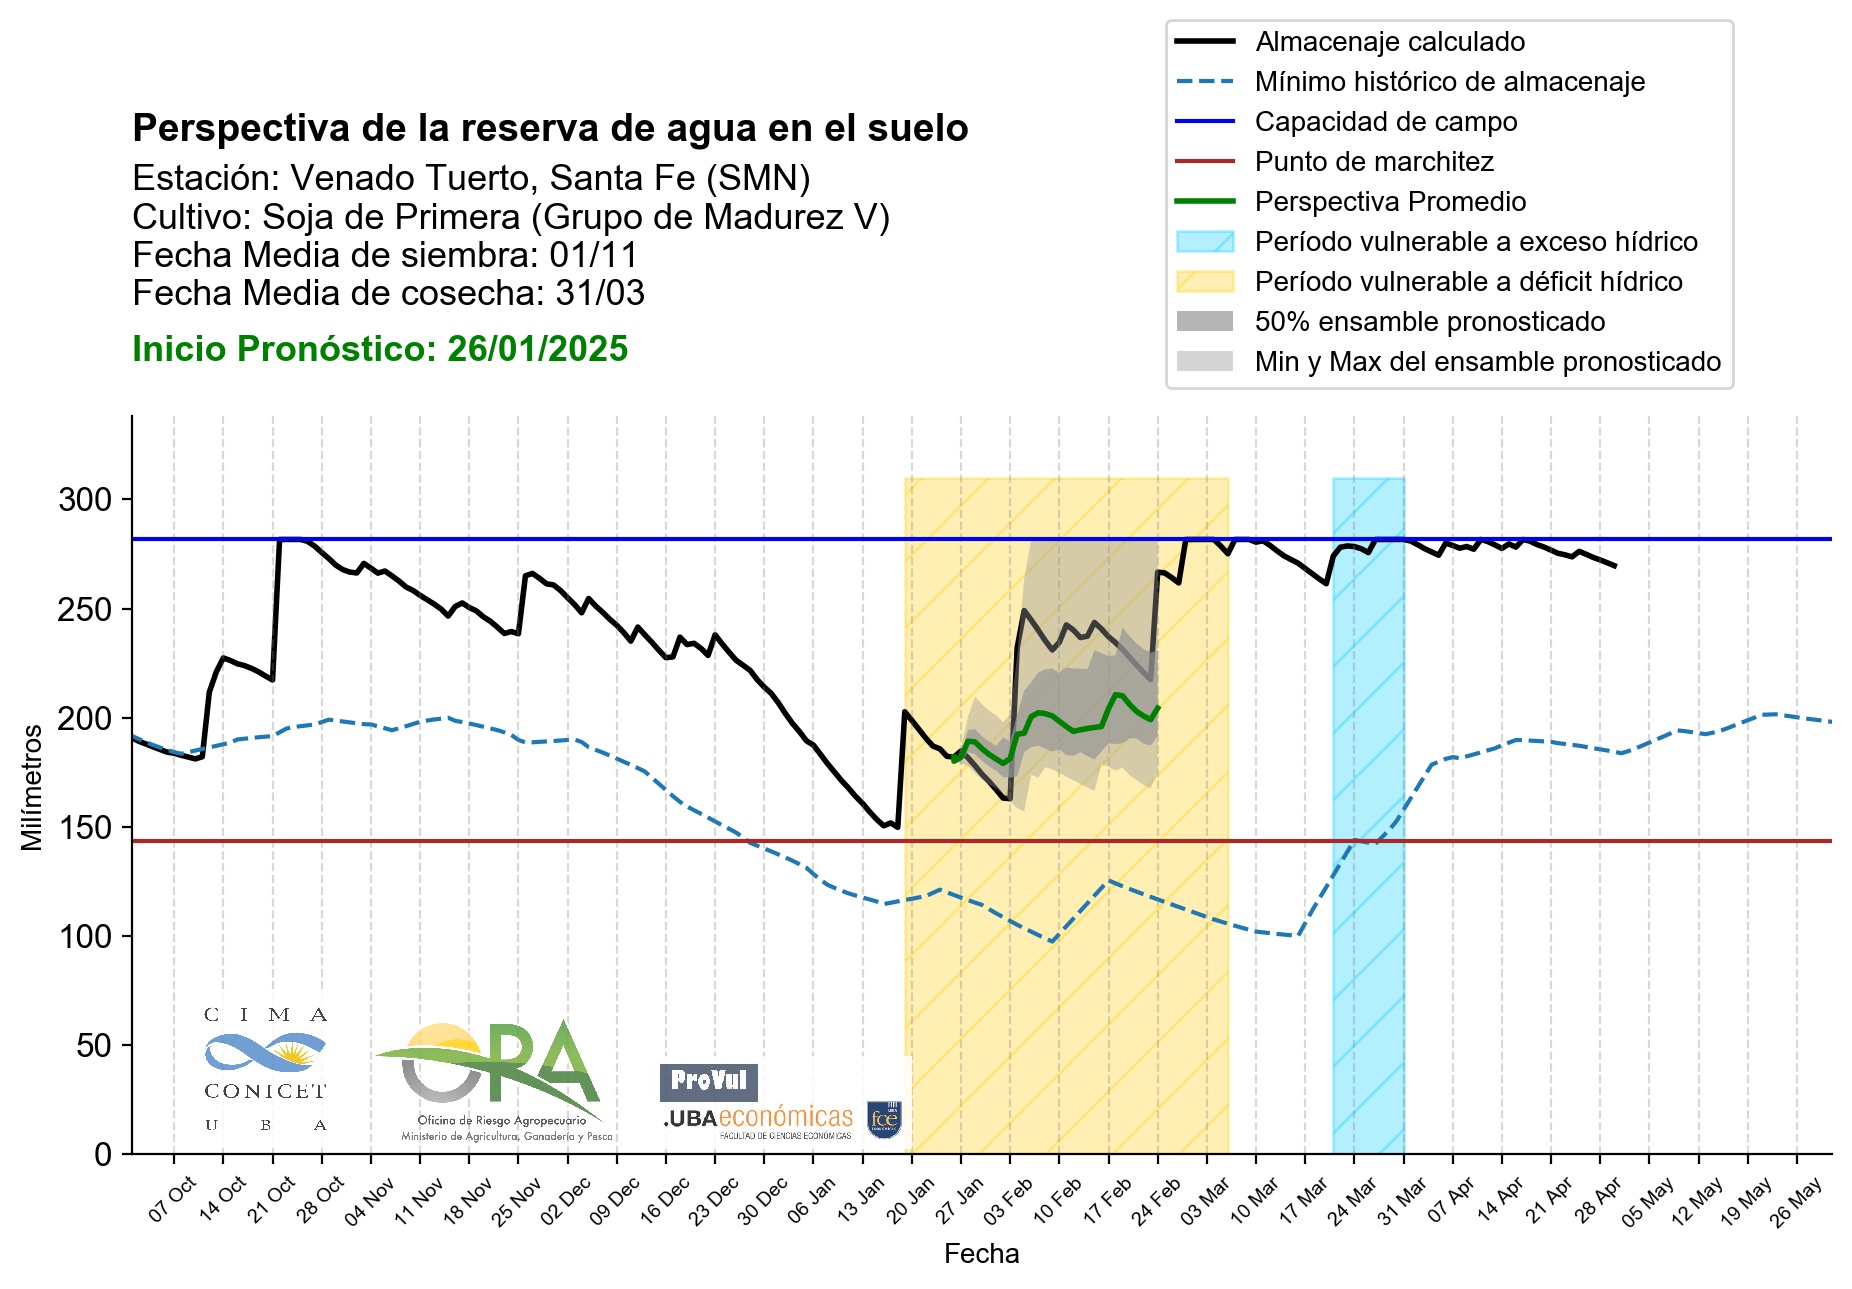 Almacenaje calculado
Mínimo histórico de almacenaje
Capacidad de campo
Punto de marchitez
Perspectiva Promedio
Período vulnerable a exceso hídrico
Período vulnerable a déficit hídrico
50% ensamble pronosticado
Min y Max del ensamble pronosticado
Perspectiva de la reserva de agua en el suelo
Estación: Venado Tuerto, Santa Fe (SMN)
Cultivo: Soja de Primera (Grupo de Madurez V)
Fecha Media de siembra: 01/11
Fecha Media de cosecha: 31/03
Inicio Pronóstico: 26/01/2025
Milímetros
300
250
200
150
100
50
0
C I M A
CONICET
U B A
ORA
Oficina de Riesgo Agropecuario
Ministerio de Agricultura, Ganadería y Pesca
ProVul
.UBAeconómicas
FACULTAD DE CIENCIAS ECONÓMICAS
UBA
fce
07 Oct 14 Oct 21 Oct 28 Oct 04 Nov 11 Nov 18 Nov 25 Nov 02 Dec 09 Dec 16 Dec 23 Dec 30 Dec 06 Jan 13 Jan 20 Jan 27 Jan 03 Feb 10 Feb 17 Feb 24 Feb 03 Mar 10 Mar 17 Mar 24 Mar 31 Mar 07 Apr 14 Apr 21 Apr 28 Apr 05 May 12 May 19 May 26 May
Fecha